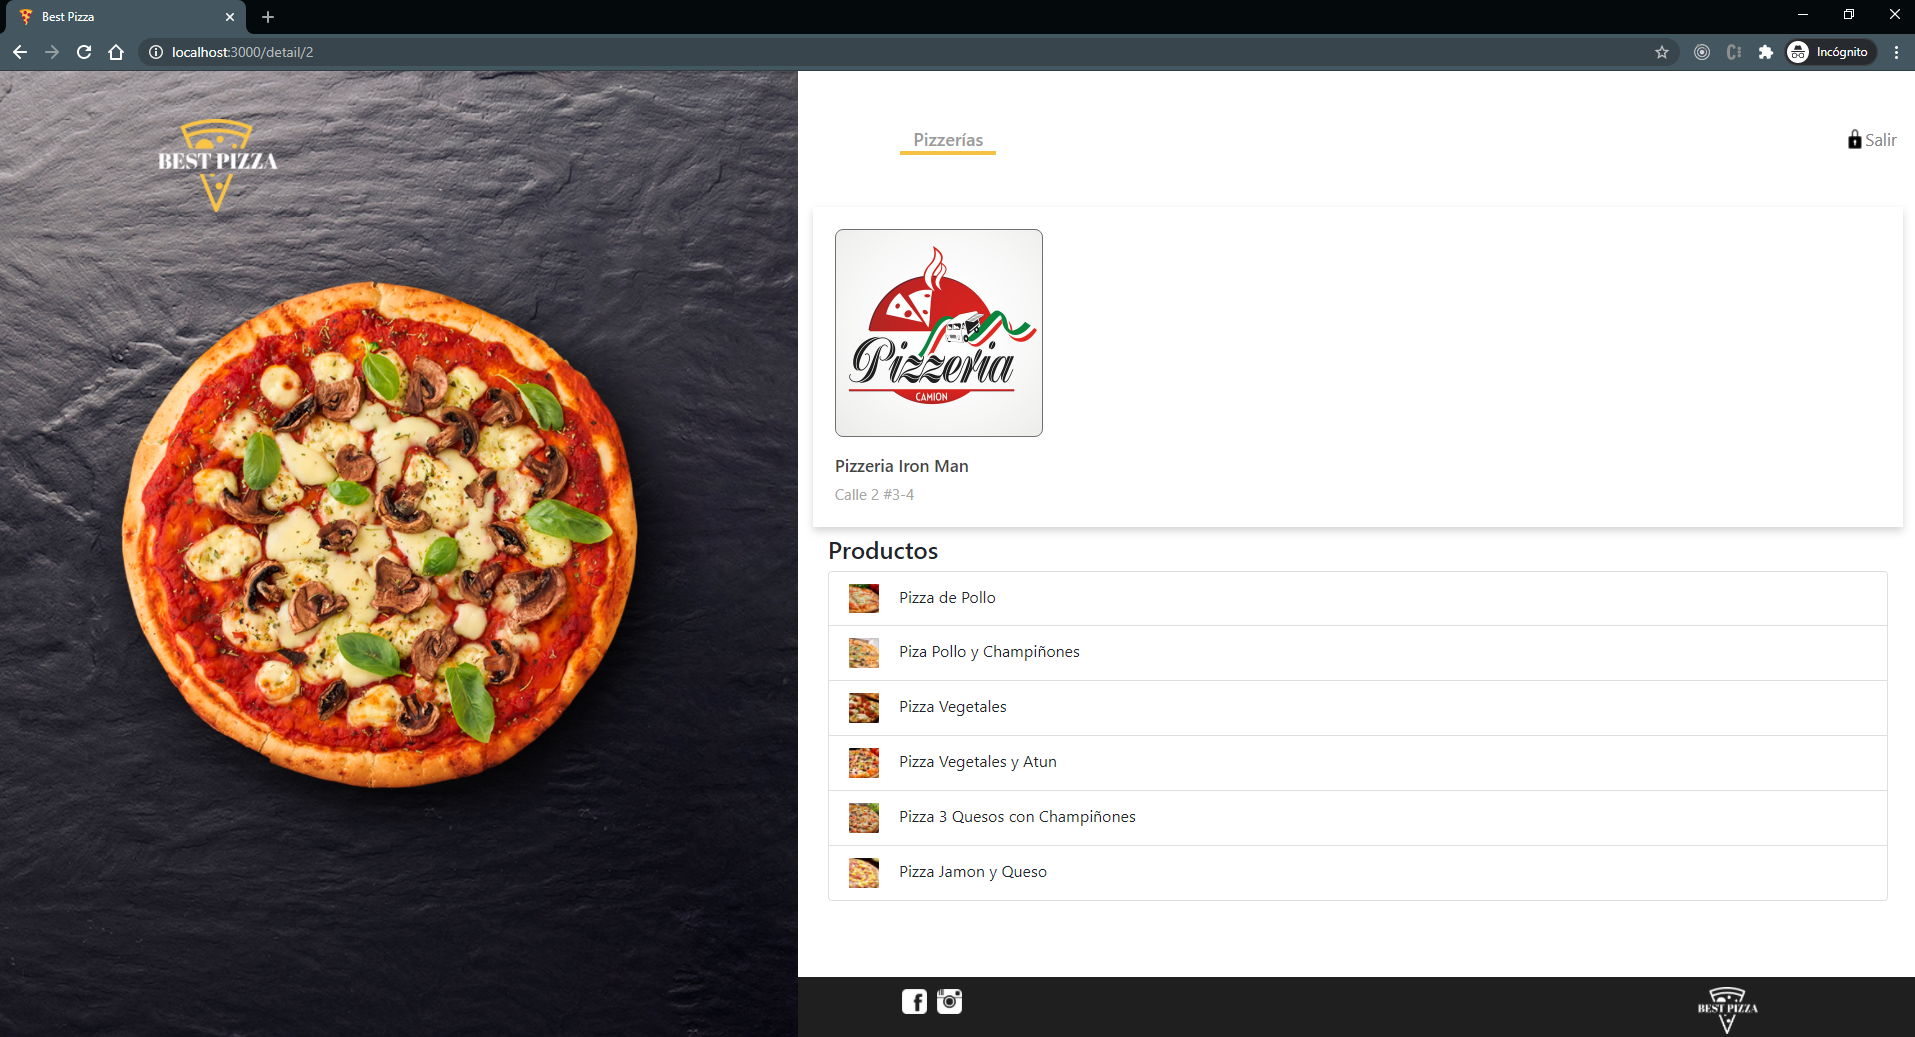 Best Pizza
localhost:3000/detail/2
Incógnito
BEST PIZZA
Pizzerías
Salir
Pizzeria
CAMION
Pizzeria Iron Man
Calle 2 #3-4
Productos
Pizza de Pollo
Piza Pollo y Champiñones
Pizza Vegetales
Pizza Vegetales y Atun
Pizza 3 Quesos con Champiñones
Pizza Jamon y Queso
BEST PIZZA